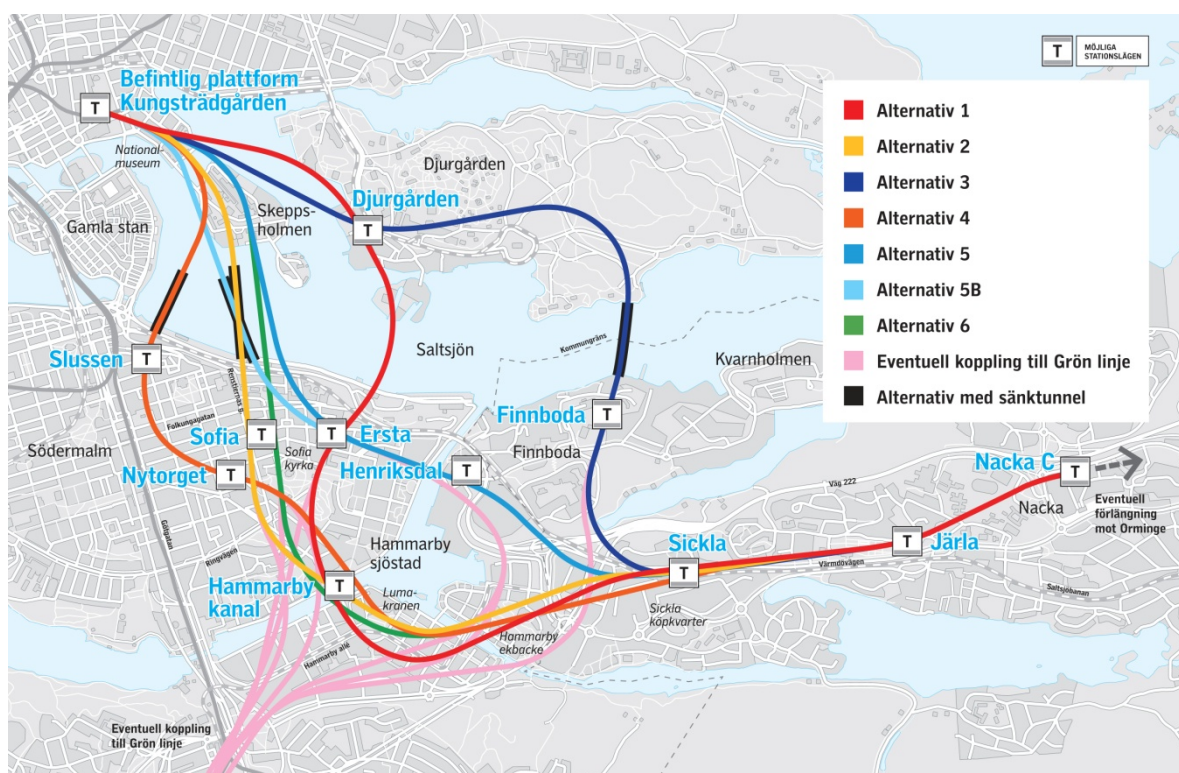 MÖJLIGA
STATIONSLÄGEN
T
Befintlig plattform
Kungsträdgården
T
National-
museum
Gamla stan
Skepps-
holmen
Djurgården
Djurgården
T
Alternativ 1
Alternativ 2
Alternativ 3
Alternativ 4
Alternativ 5
Alternativ 5B
Alternativ 6
Eventuell koppling till Grön linje
Alternativ med sänktunnel
Slussen
T
Saltsjön
Kommungräns
Kvarnholmen
Renstiernas g.
Folkungagatan
Södermalm
Sofia
T
Sofia
kyrka
T
Ersta
Nytorget
T
Henriksdal
T
Finnboda
T
Finnboda
Götgatan
Ringvägen
Hammarby
sjöstad
Hammarby
kanal
T
Luma-
kranen
Hammarby allé
Hammarby
ekbacke
Sickla
T
Sickla
köpkvarter
Väg 222
Värmdövägen
Saltsjöbanan
T
Järla
Nacka C
T
Nacka
Eventuell
förlängning
mot Orminge
Eventuell koppling
till Grön linje